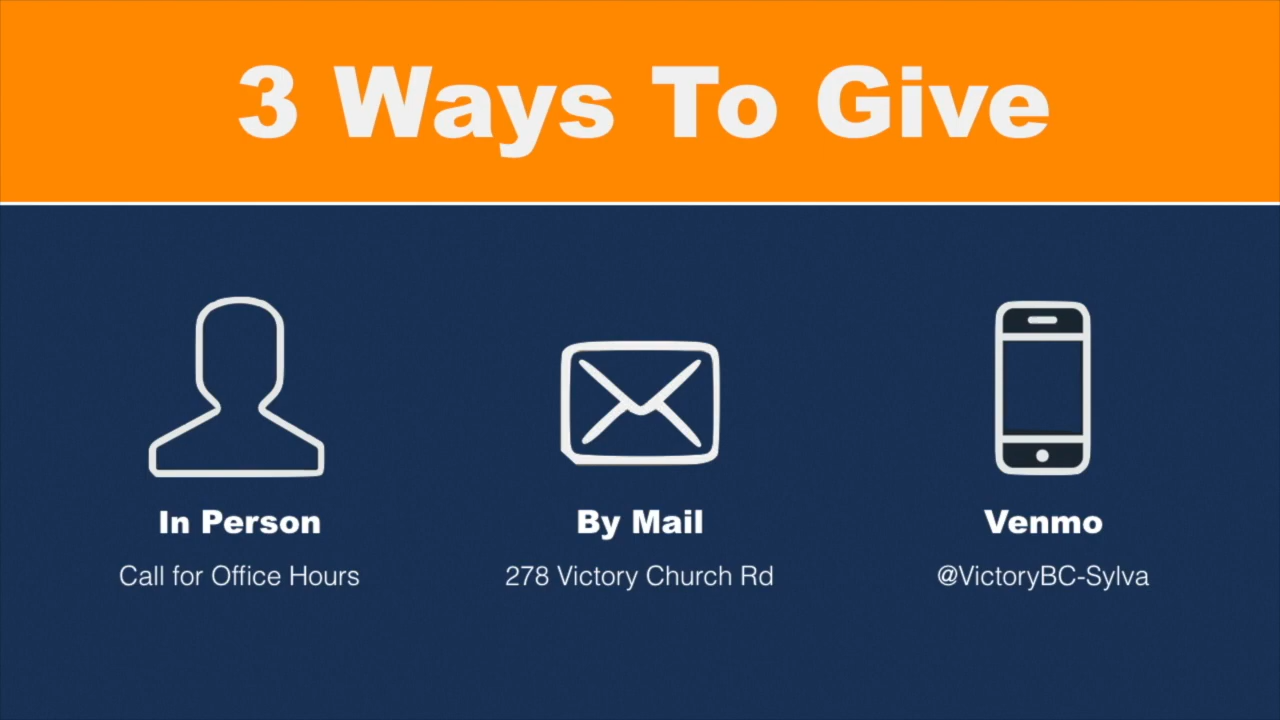 3 Ways To Give
In Person
Call for Office Hours
By Mail
278 Victory Church Rd
Venmo
@VictoryBC-Sylva